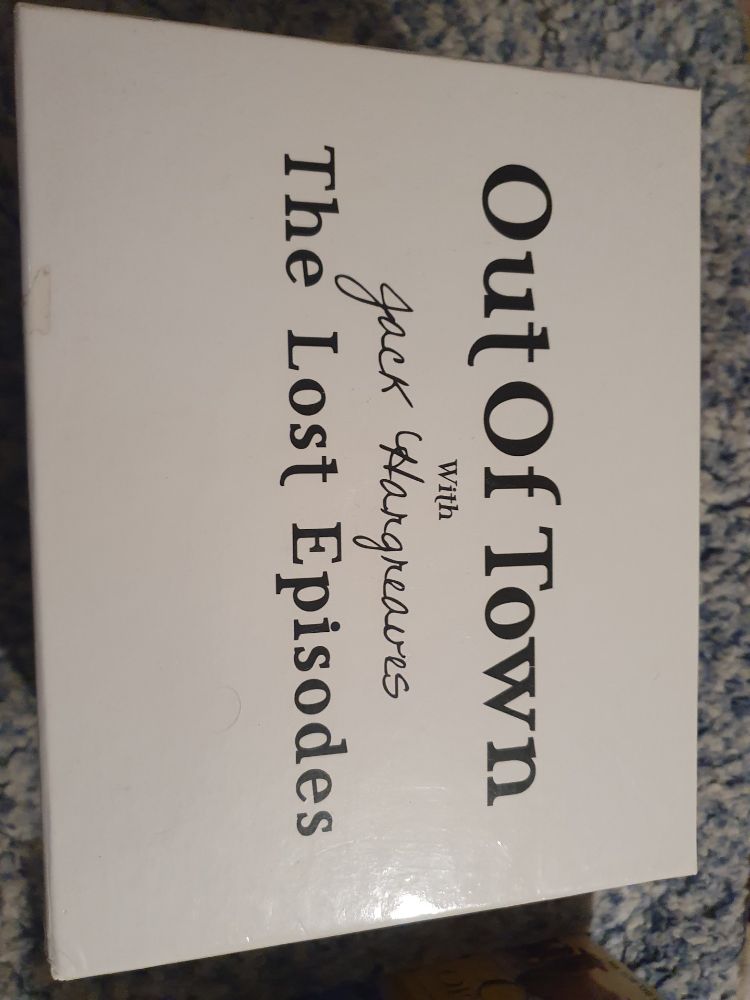 Out Of Town
With
Jack Hargreaves
The Lost Episodes